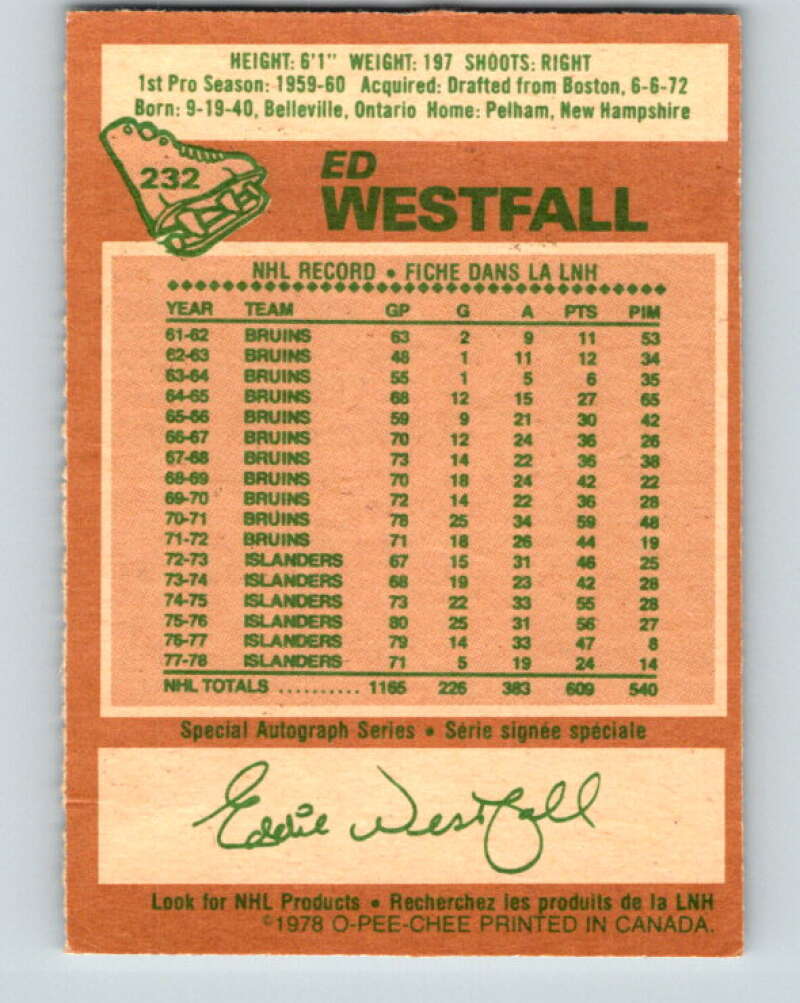 HEIGHT: 6'1" WEIGHT: 197 SHOOTS: RIGHT
1st Pro Season: 1959-60 Acquired: Drafted from Boston, 6-6-72
Born: 9-19-40, Belleville, Ontario Home: Pelham, New Hampshire
232
ED
WESTFALL
NHL RECORD • FICHE DANS LA LNH
YEAR TEAM GP G A PTS PIM
61-62 BRUINS 63 2 9 11 53
62-63 BRUINS 48 1 11 12 34
63-64 BRUINS 55 1 5 6 35
64-65 BRUINS 68 12 15 27 65
65-66 BRUINS 59 9 21 30 42
66-67 BRUINS 70 12 24 36 26
67-68 BRUINS 73 14 22 36 38
68-69 BRUINS 70 18 24 42 22
69-70 BRUINS 72 14 22 36 28
70-71 BRUINS 78 25 34 59 48
71-72 BRUINS 71 18 26 44 19
72-73 ISLANDERS 67 15 31 46 25
73-74 ISLANDERS 68 19 23 42 28
74-75 ISLANDERS 73 22 33 55 28
75-76 ISLANDERS 80 25 31 56 27
76-77 ISLANDERS 79 14 33 47 8
77-78 ISLANDERS 71 5 19 24 14
NHL TOTALS .......... 1165 226 383 609 540
Special Autograph Series • Série signée spéciale
Eddie Westfall
Look for NHL Products • Recherchez les produits de la LNH
©1978 O-PEE-CHEE PRINTED IN CANADA.